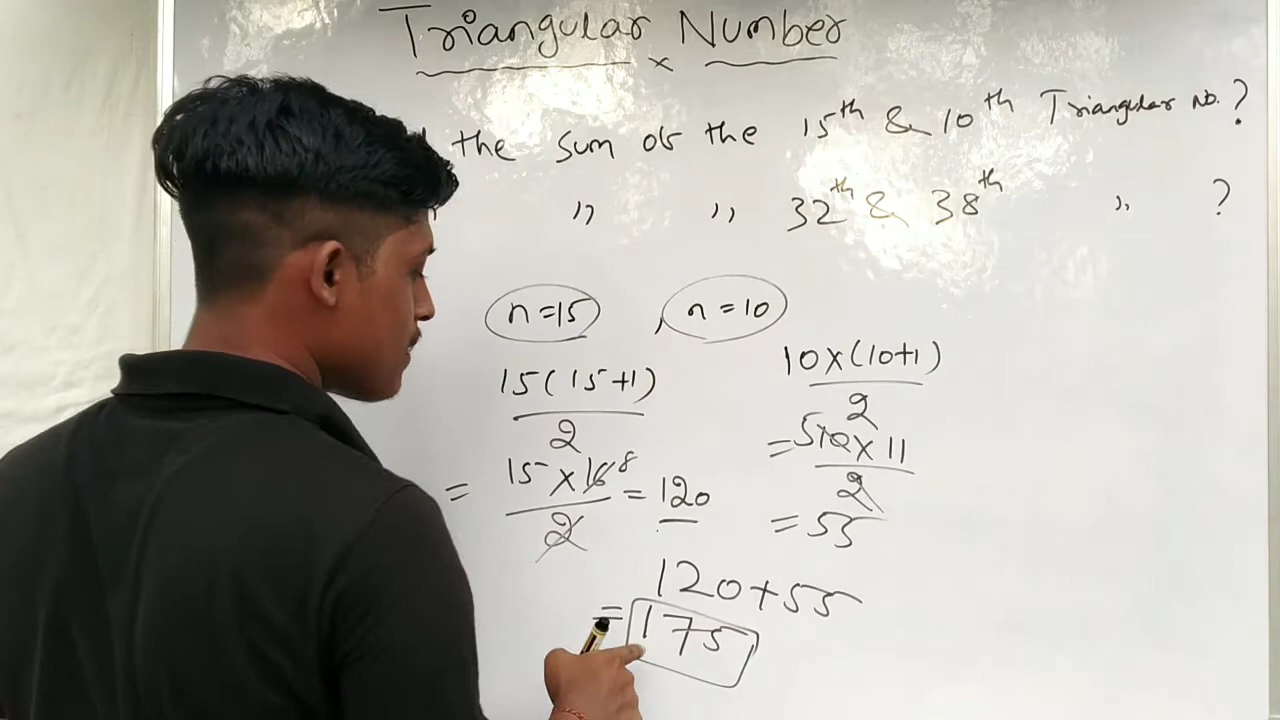 Triangular Number
the sum of the 15th & 10th Triangular No. ?
,, ,, 32th & 38th ,, ?
n=15 , n=10
15(15+1)
2
= 15 × 16 8
2
= 120
10×(10+1)
2
= 5 10 × 11
2
= 55
120+55
= 175